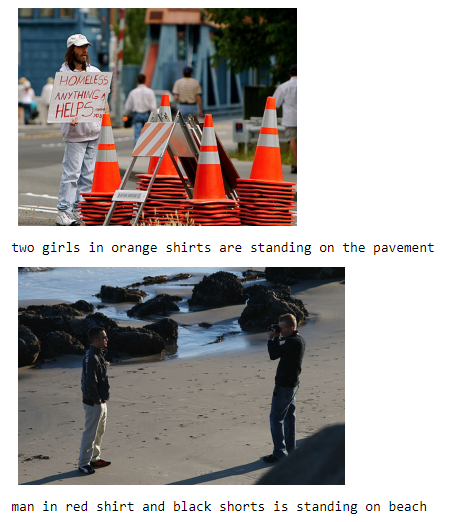 HOMELESS
ANYTHING
HELPS
two girls in orange shirts are standing on the pavement
man in red shirt and black shorts is standing on beach